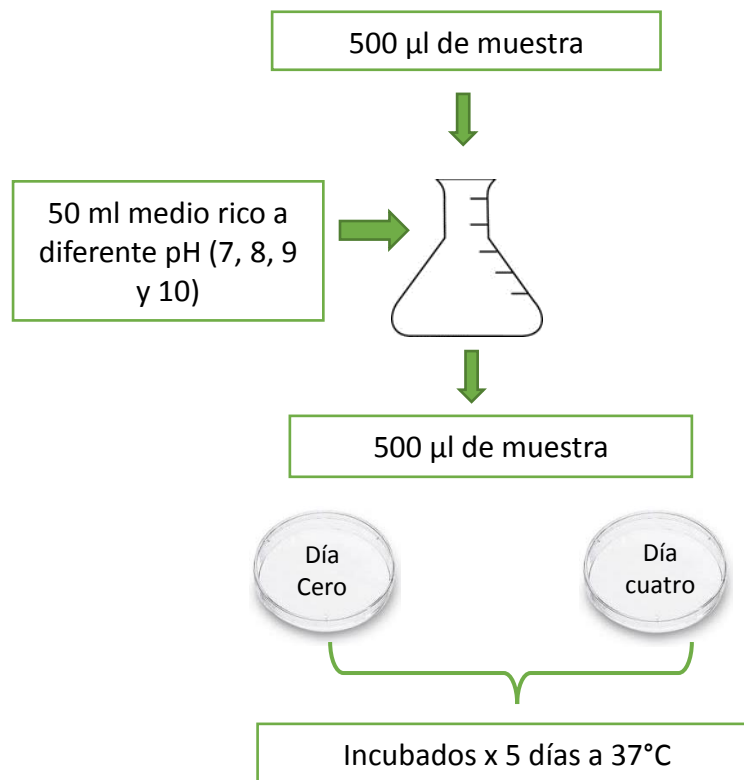 500 µl de muestra
50 ml medio rico a
diferente pH (7, 8, 9
y 10)
500 µl de muestra
Día
Cero
Día
cuatro
Incubados x 5 días a 37°C